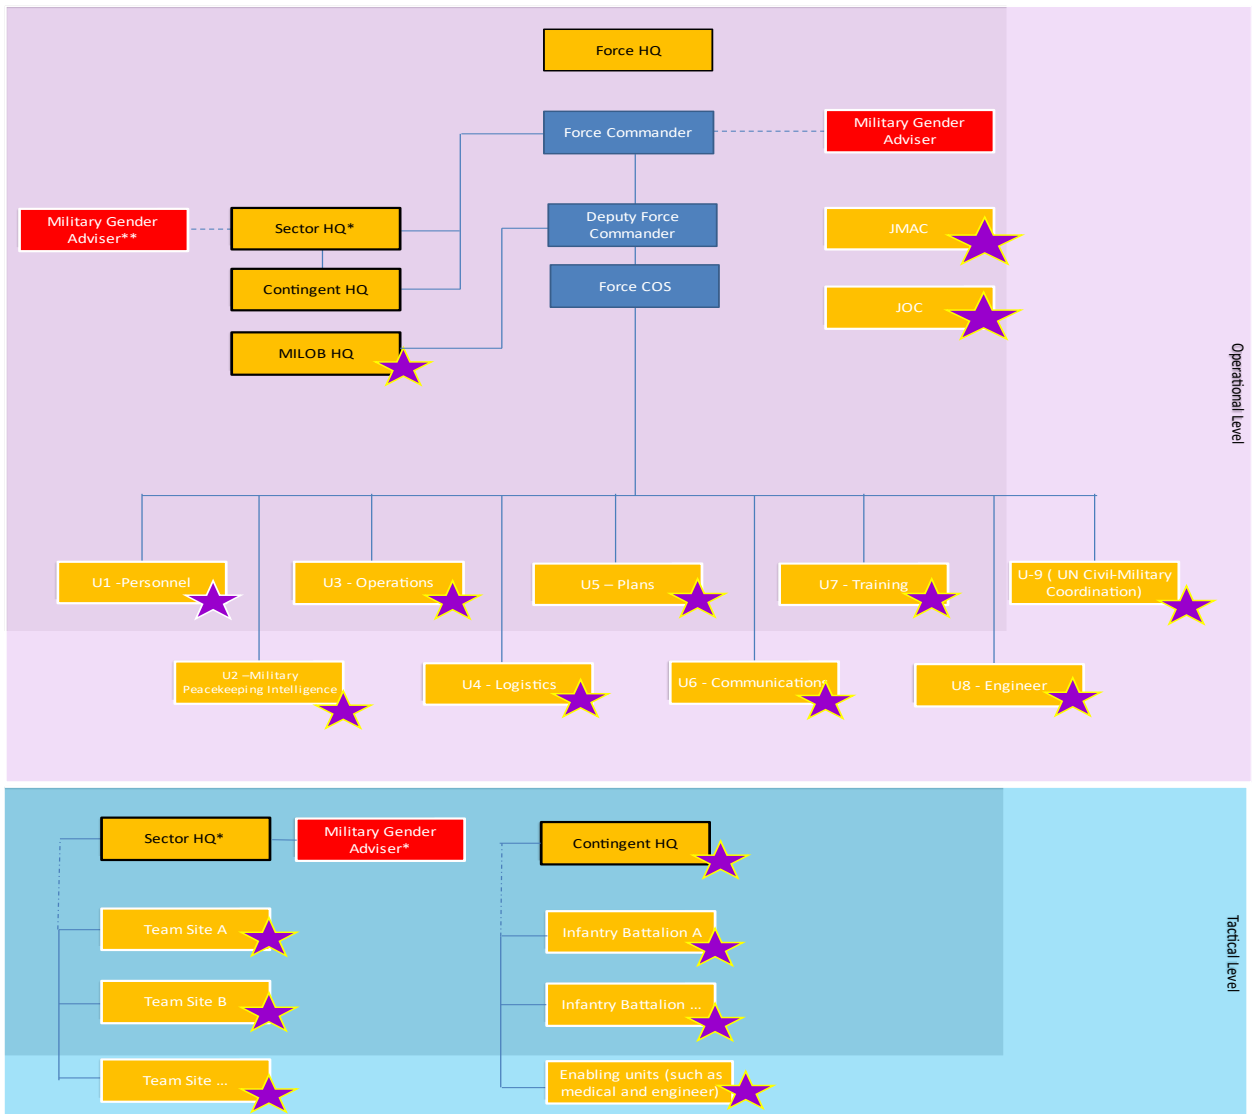 Force HQ
Force Commander
Military Gender
Adviser
Military Gender
Adviser**
Sector HQ*
Deputy Force
Commander
JMAC
Contingent HQ
Force COS
JOC
MILOB HQ
Operational Level
U1 -Personnel
U3 - Operations
U5 – Plans
U7 - Training
U-9 ( UN Civil-Military
Coordination)
U2 –Military
Peacekeeping Intelligence
U4 - Logistics
U6 - Communications
U8 - Engineer
Sector HQ*
Military Gender
Adviser*
Contingent HQ
Team Site A
Infantry Battalion A
Tactical Level
Team Site B
Infantry Battalion ...
Team Site ...
Enabling units (such as
medical and engineer)